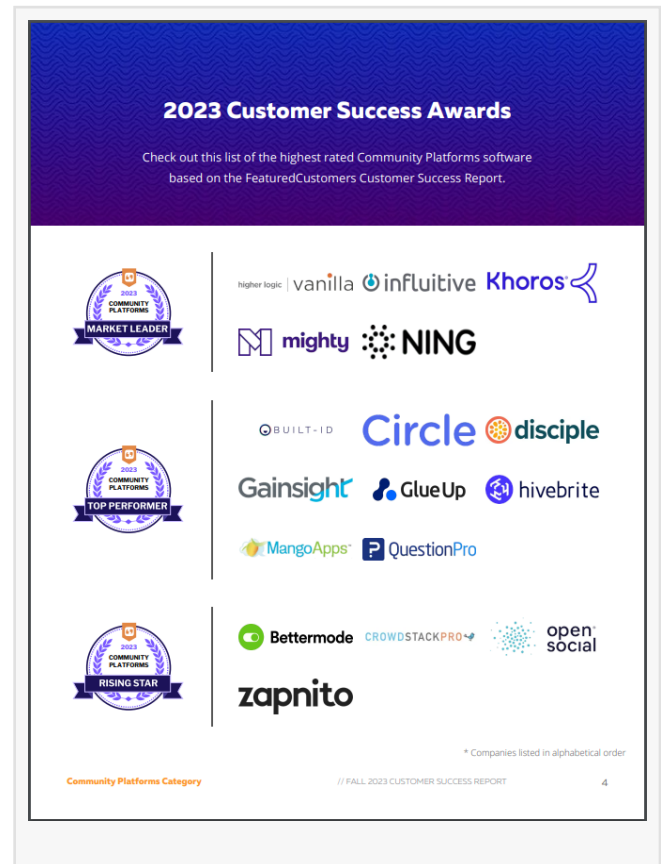 2023 Customer Success Awards
Check out this list of the highest rated Community Platforms software
based on the FeaturedCustomers Customer Success Report.
2023
COMMUNITY
PLATFORMS
MARKET LEADER
higher logic | vanilla
influitive
Khoros
mighty
NING
2023
COMMUNITY
PLATFORMS
TOP PERFORMER
BUILT-ID
Circle
disciple
Gainsight
Glue Up
hivebrite
MangoApps
QuestionPro
2023
COMMUNITY
PLATFORMS
RISING STAR
Bettermode
CROWDSTACKPRO
open
social
zapnito
* Companies listed in alphabetical order
Community Platforms Category
// FALL 2023 CUSTOMER SUCCESS REPORT
4